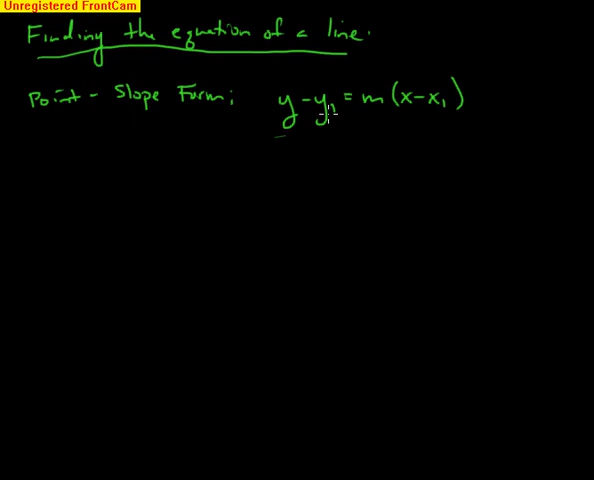 Unregistered FrontCam
Finding the equation of a line.
Point - Slope Form: y - y₁ = m(x - x₁)